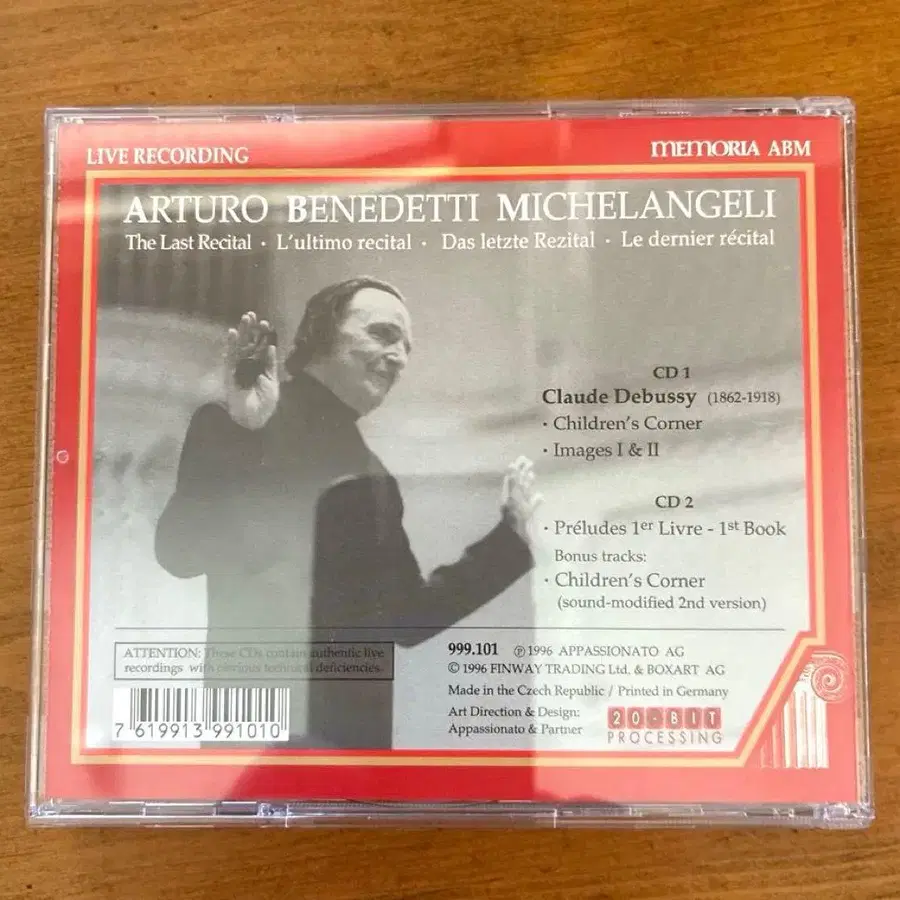 LIVE RECORDING
MEMORIA ABM
ARTURO BENEDETTI MICHELANGELI
The Last Recital · L'ultimo recital · Das letzte Rezital · Le dernier récital
CD 1
Claude Debussy (1862-1918)
· Children's Corner
· Images I & II
CD 2
· Préludes 1er Livre - 1st Book
Bonus tracks:
· Children's Corner
(sound-modified 2nd version)
ATTENTION: These CDs contain authentic live
recordings with obvious technical deficiencies.
7 619913 991010
999.101 ℗ 1996 APPASSIONATO AG
© 1996 FINWAY TRADING Ltd. & BOXART AG
Made in the Czech Republic / Printed in Germany
Art Direction & Design:
Appassionato & Partner
20-BIT
PROCESSING